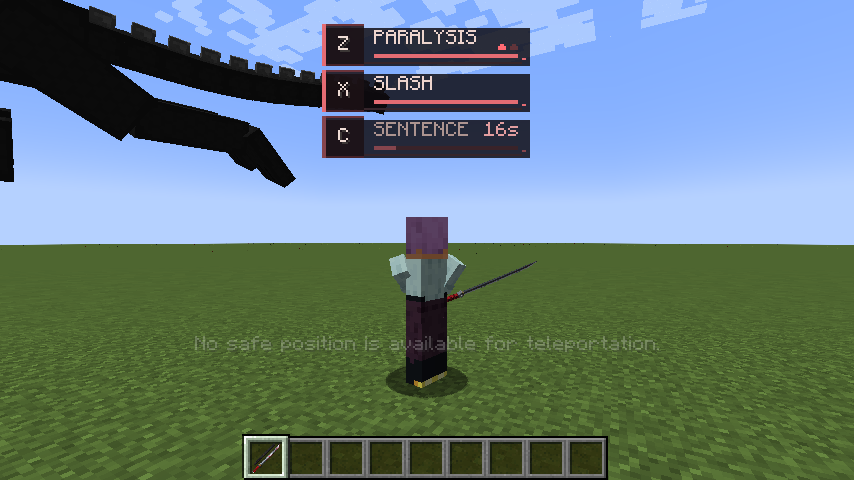 Z PARALYSIS
X SLASH
C SENTENCE 16s
No safe position is available for teleportation.